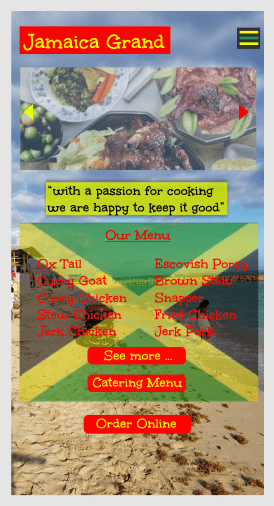 Jamaica Grand
“with a passion for cooking
we are happy to keep it good”
Our Menu
Ox Tail
Curry Goat
Curry Chicken
Stew Chicken
Jerk Chicken
Escovish Porgy
Brown Stew
Snapper
Fried Chicken
Jerk Pork
See more ...
Catering Menu
Order Online